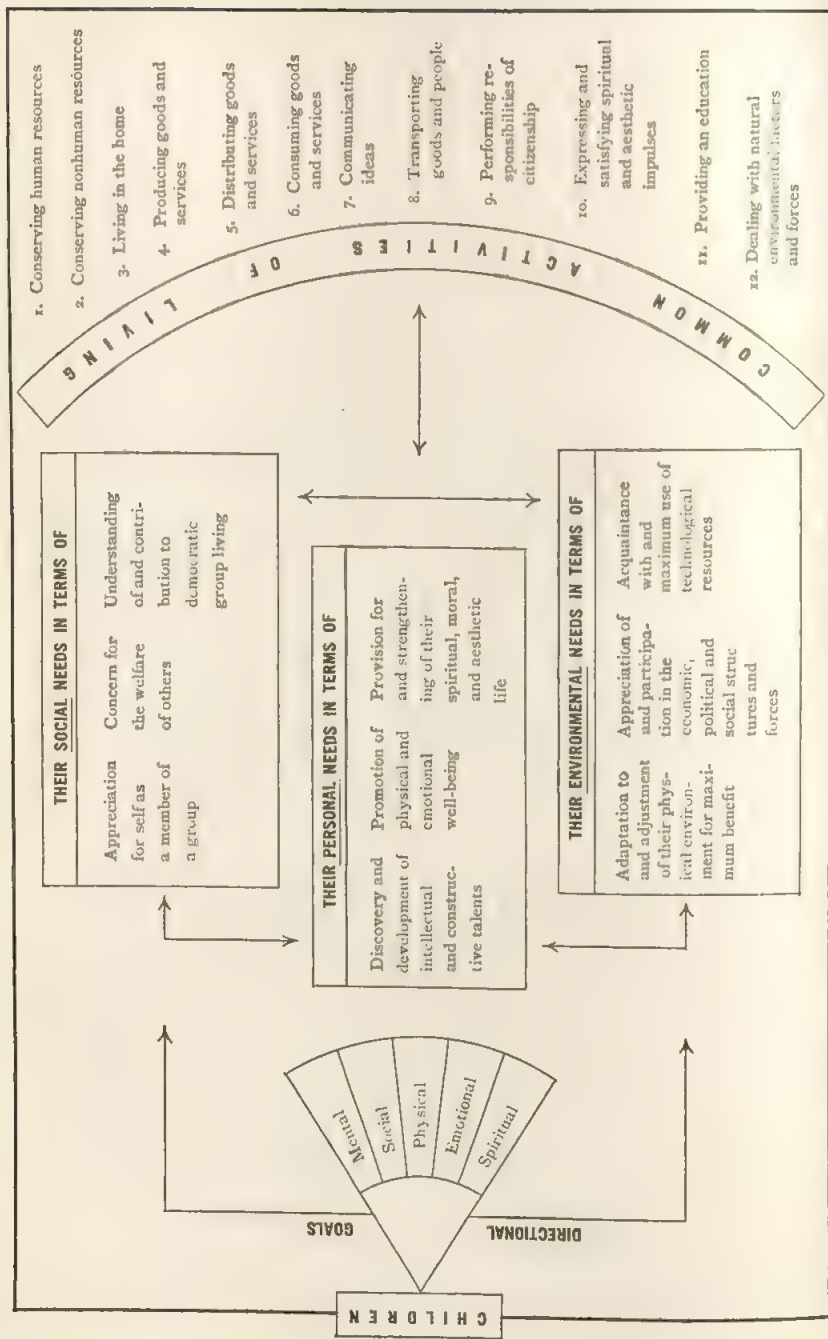 CHILDREN
GOALS
DIRECTIONAL
Mental
Social
Physical
Emotional
Spiritual
THEIR SOCIAL NEEDS IN TERMS OF
Appreciation
for self as
a member of
a group
Concern for
the welfare
of others
Understanding
of and contri-
bution to
democratic
group living
THEIR PERSONAL NEEDS IN TERMS OF
Discovery and
development of
intellectual
and construc-
tive talents
Promotion of
physical and
emotional
well-being
Provision for
and strengthen-
ing of their
spiritual, moral,
and aesthetic
life
THEIR ENVIRONMENTAL NEEDS IN TERMS OF
Adaptation to
and adjustment
of their phys-
ical environ-
ment for maxi-
mum benefit
Appreciation of
and participa-
tion in the
economic,
political and
social struc
tures and
forces
Acquaintance
with and
maximum use of
technological
resources
COMMON ACTIVITIES OF LIVING
1. Conserving human resources
2. Conserving nonhuman resources
3. Living in the home
4. Producing goods and
services
5. Distributing goods
and services
6. Consuming goods
and services
7. Communicating
ideas
8. Transporting
goods and people
9. Performing re-
sponsibilities of
citizenship
10. Expressing and
satisfying spiritual
and aesthetic
impulses
11. Providing an education
12. Dealing with natural
environmental factors
and forces